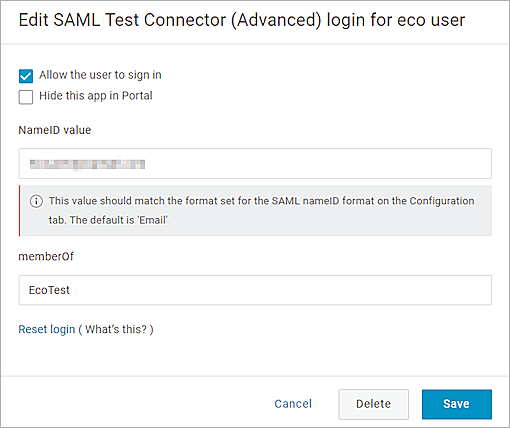 Edit SAML Test Connector (Advanced) login for eco user
Allow the user to sign in
Hide this app in Portal
NameID value
This value should match the format set for the SAML nameID format on the Configuration
tab. The default is 'Email'
memberOf
EcoTest
Reset login ( What's this? )
Cancel
Delete
Save